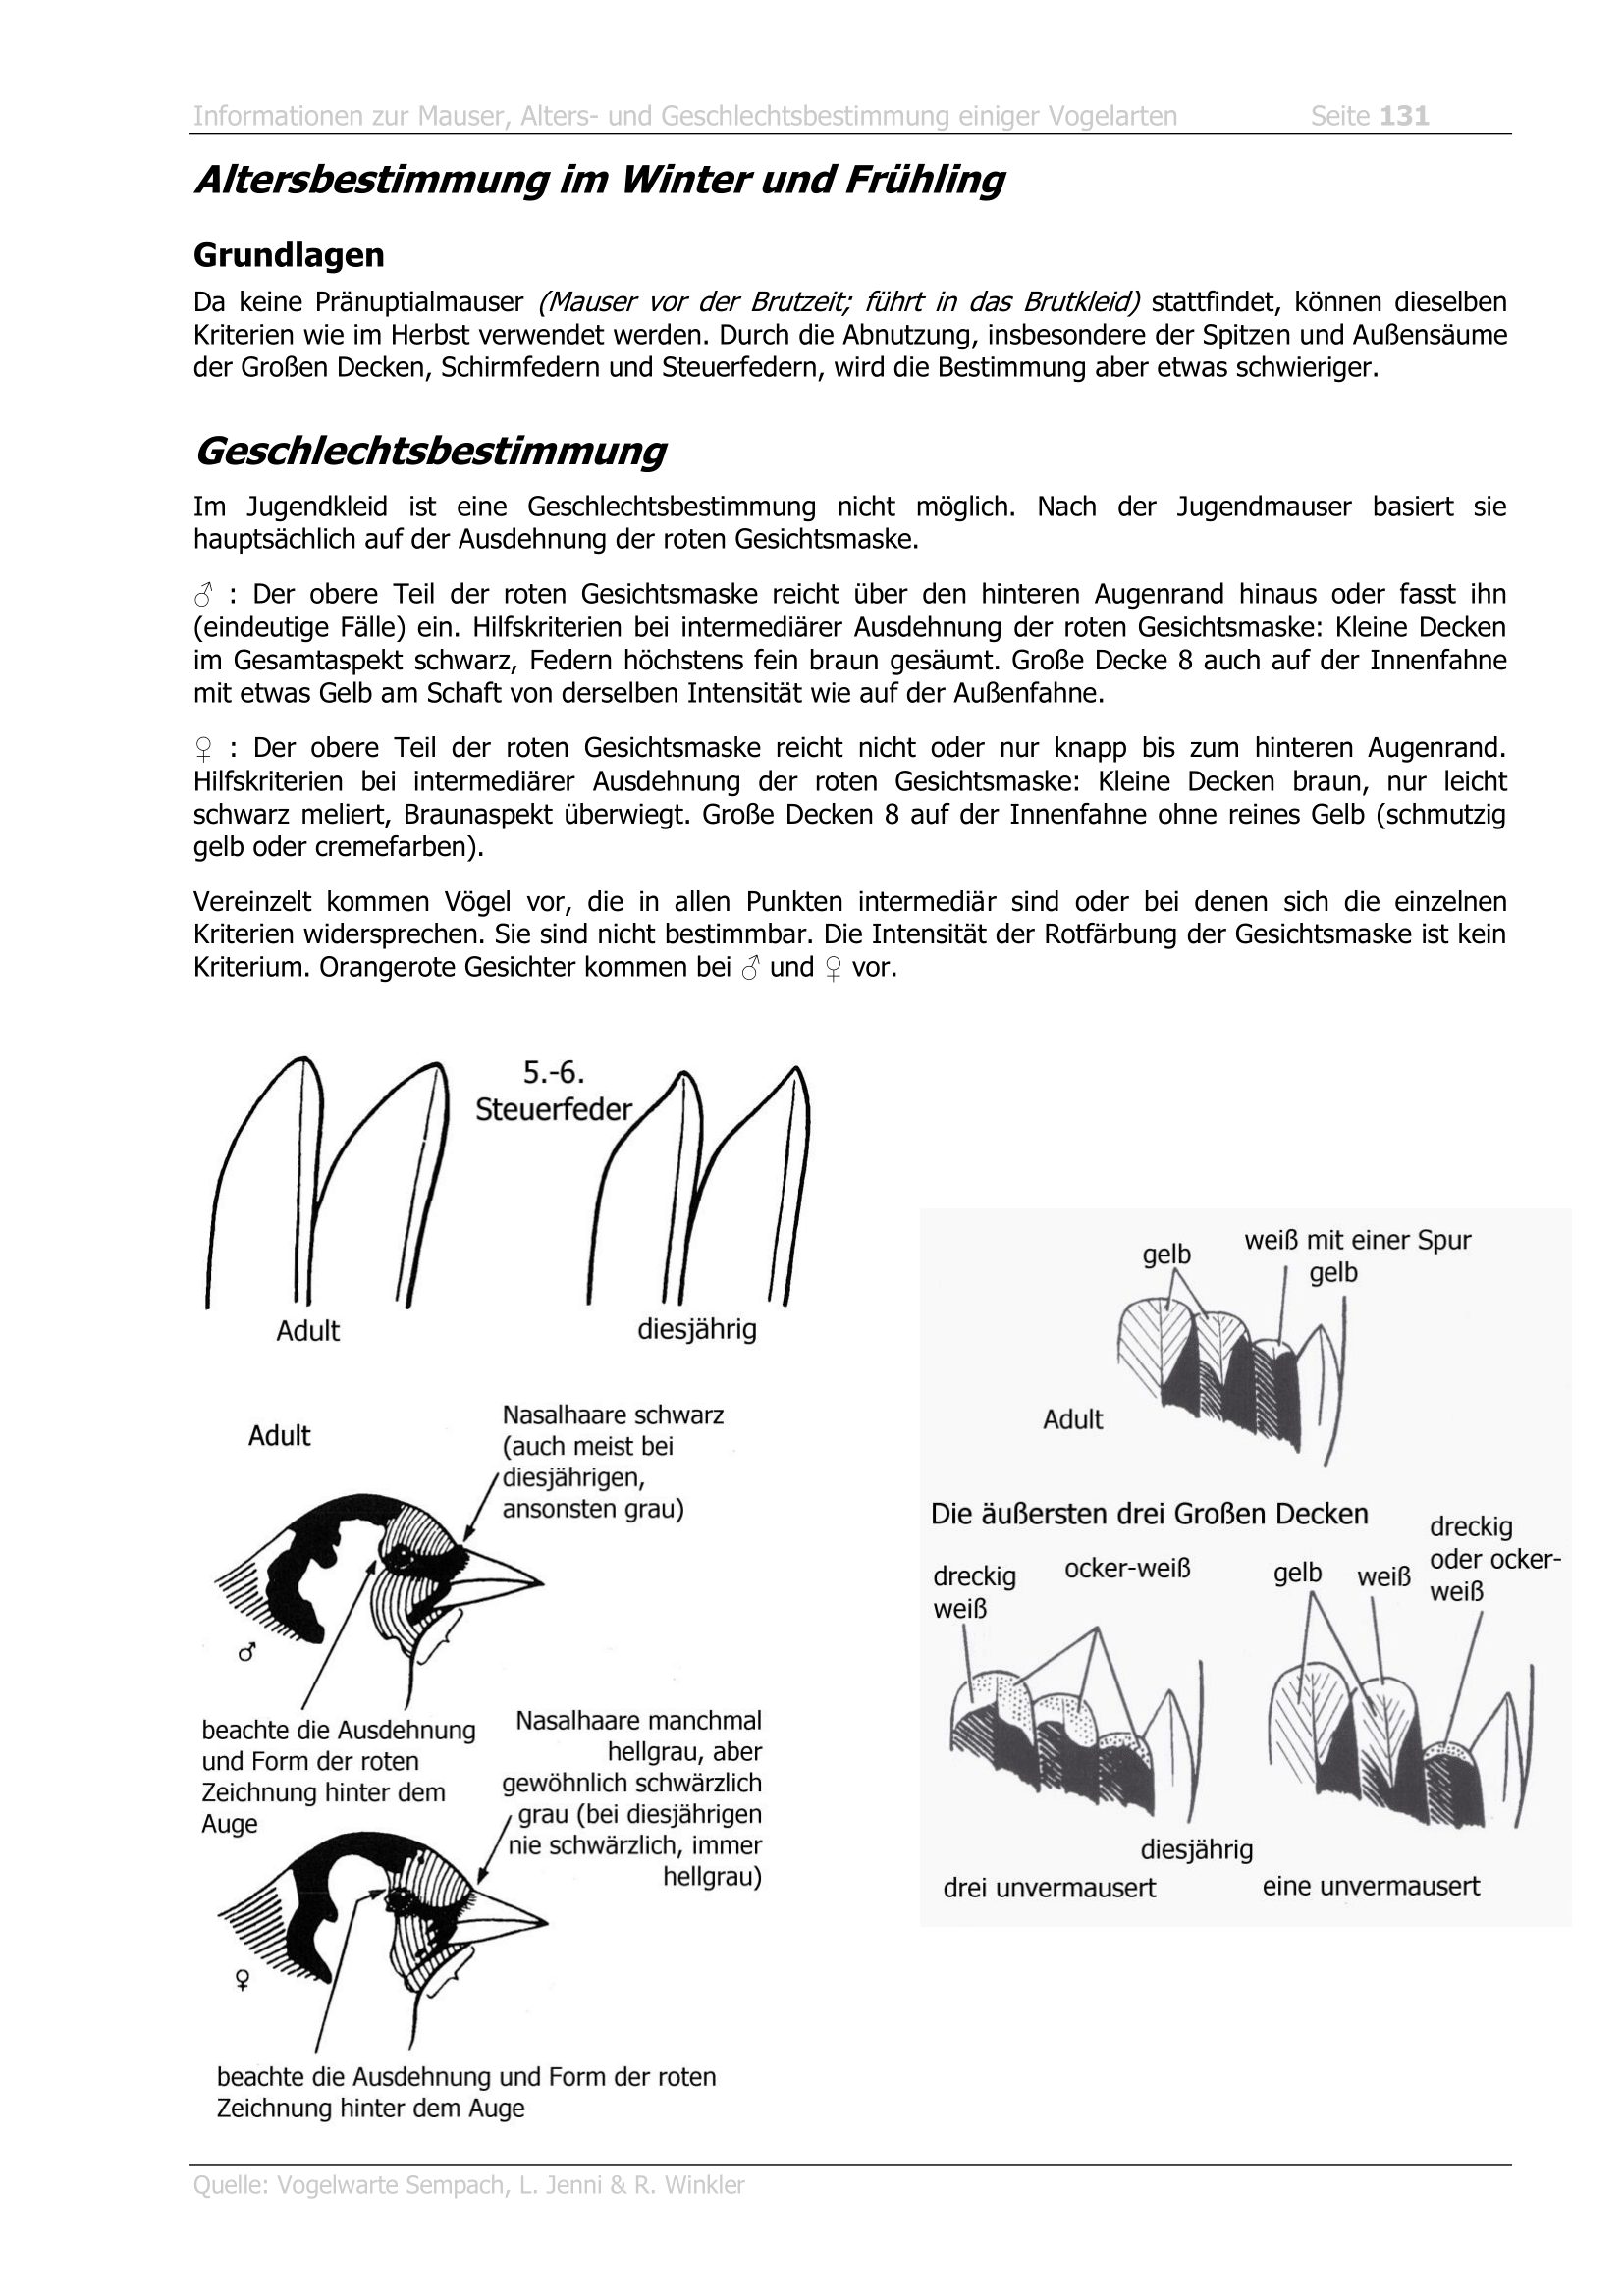 Informationen zur Mauser, Alters- und Geschlechtsbestimmung einiger Vogelarten Seite 131
Altersbestimmung im Winter und Frühling
Grundlagen
Da keine Pränuptialmauser (Mauser vor der Brutzeit; führt in das Brutkleid) stattfindet, können dieselben
Kriterien wie im Herbst verwendet werden. Durch die Abnutzung, insbesondere der Spitzen und Außensäume
der Großen Decken, Schirmfedern und Steuerfedern, wird die Bestimmung aber etwas schwieriger.
Geschlechtsbestimmung
Im Jugendkleid ist eine Geschlechtsbestimmung nicht möglich. Nach der Jugendmauser basiert sie
hauptsächlich auf der Ausdehnung der roten Gesichtsmaske.
♂ : Der obere Teil der roten Gesichtsmaske reicht über den hinteren Augenrand hinaus oder fasst ihn
(eindeutige Fälle) ein. Hilfskriterien bei intermediärer Ausdehnung der roten Gesichtsmaske: Kleine Decken
im Gesamtaspekt schwarz, Federn höchstens fein braun gesäumt. Große Decke 8 auch auf der Innenfahne
mit etwas Gelb am Schaft von derselben Intensität wie auf der Außenfahne.
♀ : Der obere Teil der roten Gesichtsmaske reicht nicht oder nur knapp bis zum hinteren Augenrand.
Hilfskriterien bei intermediärer Ausdehnung der roten Gesichtsmaske: Kleine Decken braun, nur leicht
schwarz meliert, Braunaspekt überwiegt. Große Decken 8 auf der Innenfahne ohne reines Gelb (schmutzig
gelb oder cremefarben).
Vereinzelt kommen Vögel vor, die in allen Punkten intermediär sind oder bei denen sich die einzelnen
Kriterien widersprechen. Sie sind nicht bestimmbar. Die Intensität der Rotfärbung der Gesichtsmaske ist kein
Kriterium. Orangerote Gesichter kommen bei ♂ und ♀ vor.
5.-6.
Steuerfeder
Adult
diesjährig
Adult
Nasalhaare schwarz
(auch meist bei
diesjährigen,
ansonsten grau)
♂
beachte die Ausdehnung
und Form der roten
Zeichnung hinter dem
Auge
Nasalhaare manchmal
hellgrau, aber
gewöhnlich schwärzlich
grau (bei diesjährigen
nie schwärzlich, immer
hellgrau)
♀
beachte die Ausdehnung und Form der roten
Zeichnung hinter dem Auge
gelb
weiß mit einer Spur
gelb
Adult
Die äußersten drei Großen Decken
dreckig
weiß
ocker-weiß
gelb
weiß
dreckig
oder ocker-
weiß
diesjährig
drei unvermausert
eine unvermausert
Quelle: Vogelwarte Sempach, L. Jenni & R. Winkler